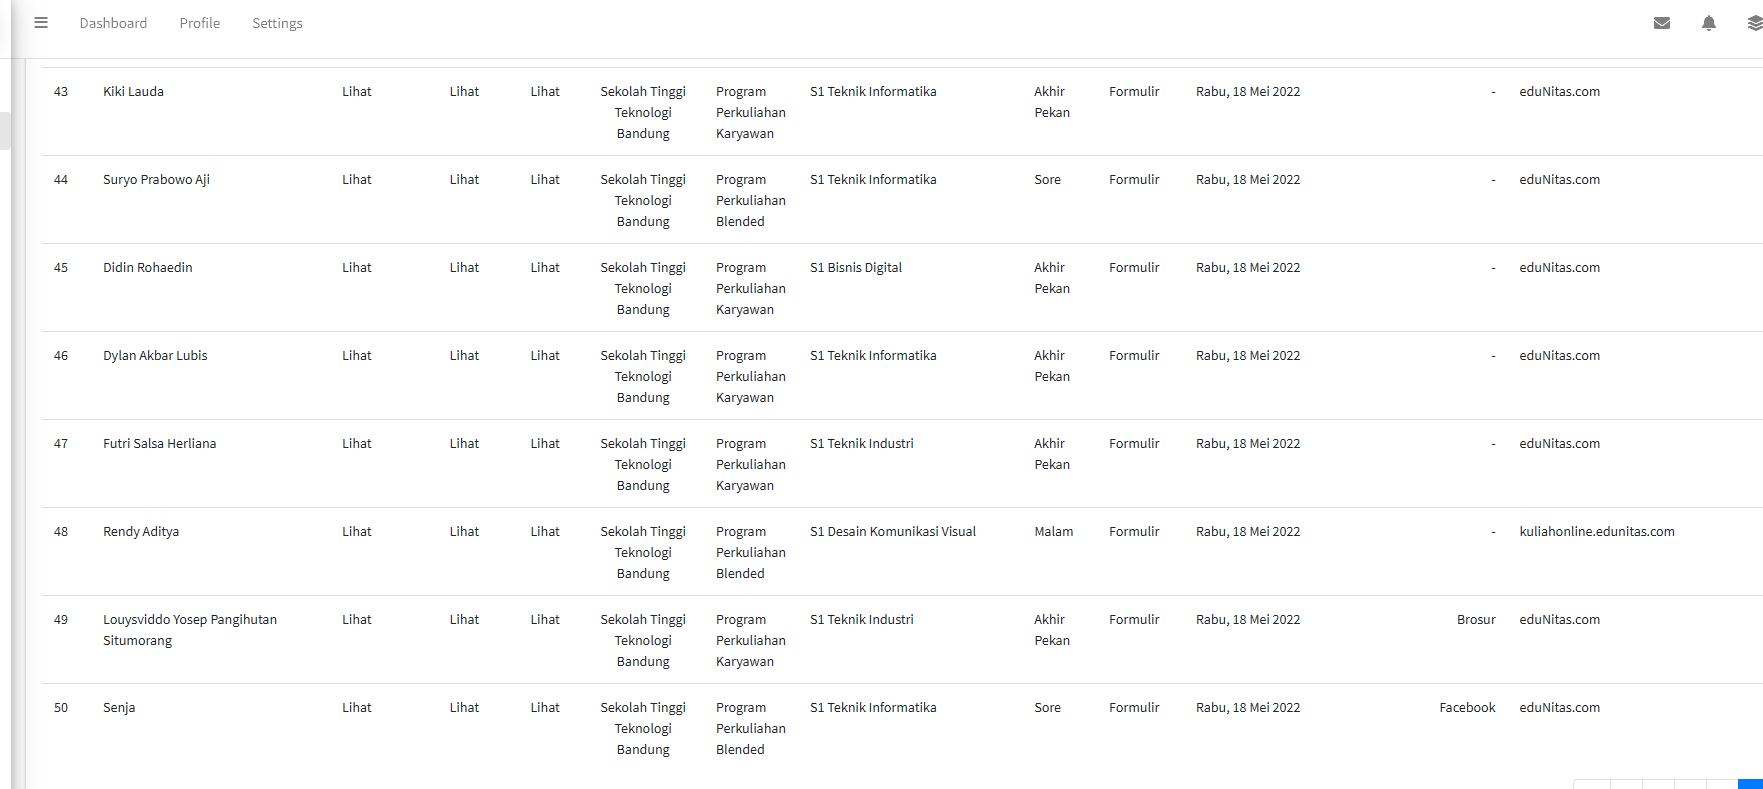 Dashboard Profile Settings
43 Kiki Lauda Lihat Lihat Lihat Sekolah Tinggi Program S1 Teknik Informatika Akhir Formulir Rabu, 18 Mei 2022 - eduNitas.com
Teknologi Perkuliahan Pekan
Bandung Karyawan
44 Suryo Prabowo Aji Lihat Lihat Lihat Sekolah Tinggi Program S1 Teknik Informatika Sore Formulir Rabu, 18 Mei 2022 - eduNitas.com
Teknologi Perkuliahan
Bandung Blended
45 Didin Rohaedin Lihat Lihat Lihat Sekolah Tinggi Program S1 Bisnis Digital Akhir Formulir Rabu, 18 Mei 2022 - eduNitas.com
Teknologi Perkuliahan Pekan
Bandung Karyawan
46 Dylan Akbar Lubis Lihat Lihat Lihat Sekolah Tinggi Program S1 Teknik Informatika Akhir Formulir Rabu, 18 Mei 2022 - eduNitas.com
Teknologi Perkuliahan Pekan
Bandung Karyawan
47 Futri Salsa Herliana Lihat Lihat Lihat Sekolah Tinggi Program S1 Teknik Industri Akhir Formulir Rabu, 18 Mei 2022 - eduNitas.com
Teknologi Perkuliahan Pekan
Bandung Karyawan
48 Rendy Aditya Lihat Lihat Lihat Sekolah Tinggi Program S1 Desain Komunikasi Visual Malam Formulir Rabu, 18 Mei 2022 - kuliahonline.edunitas.com
Teknologi Perkuliahan
Bandung Blended
49 Louysviddo Yosep Pangihutan Lihat Lihat Lihat Sekolah Tinggi Program S1 Teknik Industri Akhir Formulir Rabu, 18 Mei 2022 Brosur eduNitas.com
Situmorang Teknologi Perkuliahan Pekan
Bandung Karyawan
50 Senja Lihat Lihat Lihat Sekolah Tinggi Program S1 Teknik Informatika Sore Formulir Rabu, 18 Mei 2022 Facebook eduNitas.com
Teknologi Perkuliahan
Bandung Blended